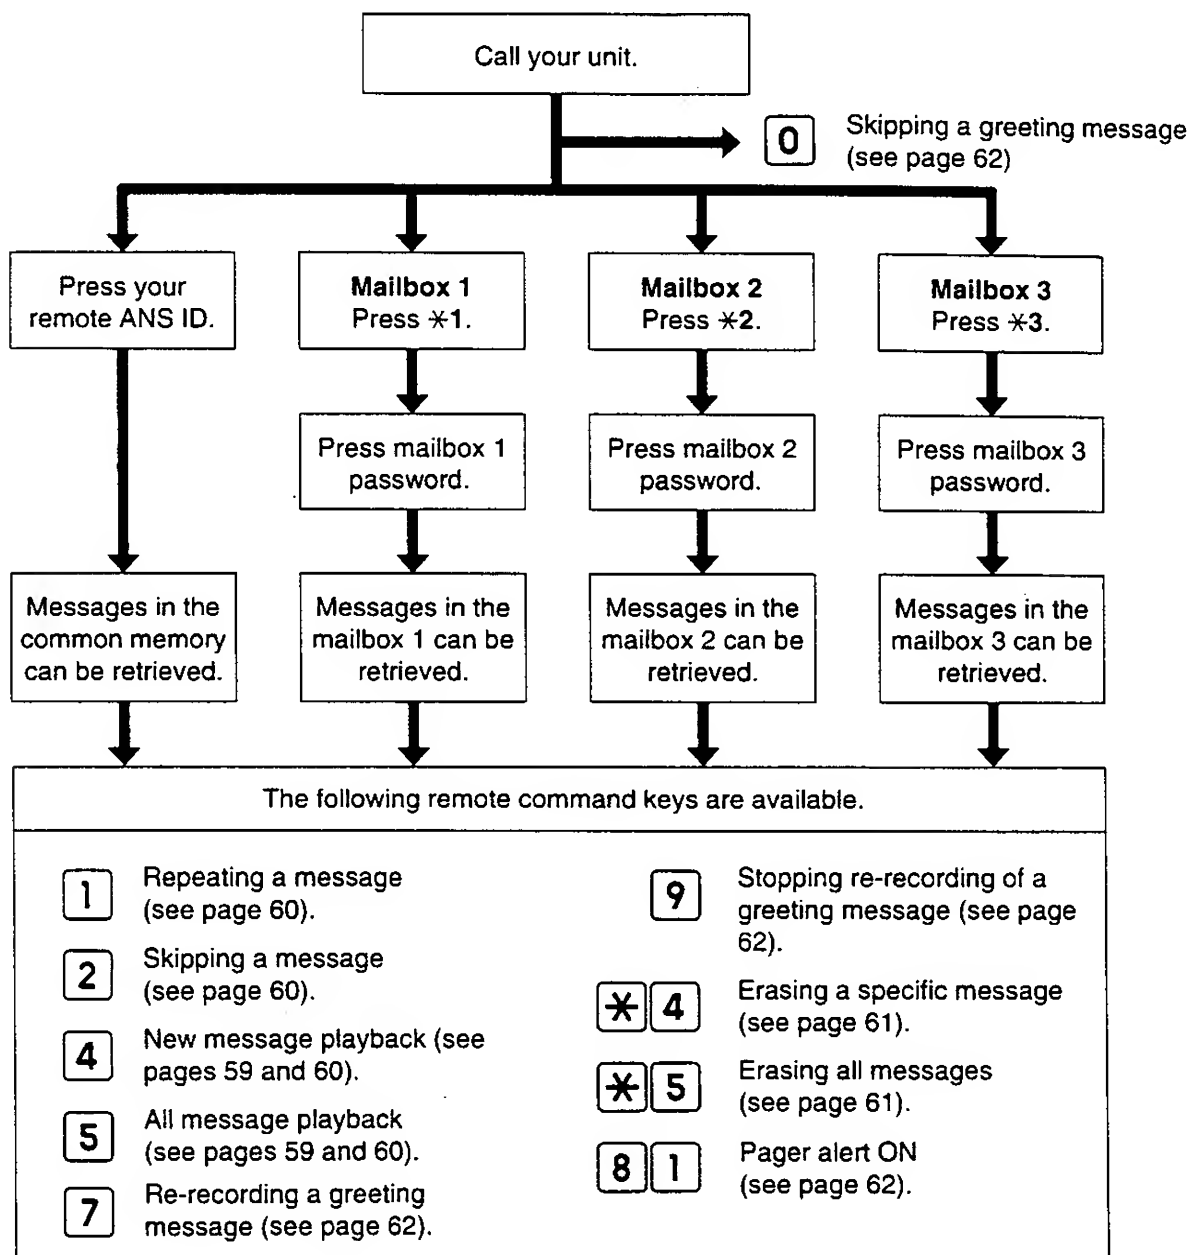 Call your unit.
0
Skipping a greeting message
(see page 62)
Press your
remote ANS ID.
Mailbox 1
Press *1.
Mailbox 2
Press *2.
Mailbox 3
Press *3.
Press mailbox 1
password.
Press mailbox 2
password.
Press mailbox 3
password.
Messages in the
common memory
can be retrieved.
Messages in the
mailbox 1 can be
retrieved.
Messages in the
mailbox 2 can be
retrieved.
Messages in the
mailbox 3 can be
retrieved.
The following remote command keys are available.
1
Repeating a message
(see page 60).
2
Skipping a message
(see page 60).
4
New message playback (see
pages 59 and 60).
5
All message playback
(see pages 59 and 60).
7
Re-recording a greeting
message (see page 62).
9
Stopping re-recording of a
greeting message (see page
62).
* 4
Erasing a specific message
(see page 61).
* 5
Erasing all messages
(see page 61).
8 1
Pager alert ON
(see page 62).